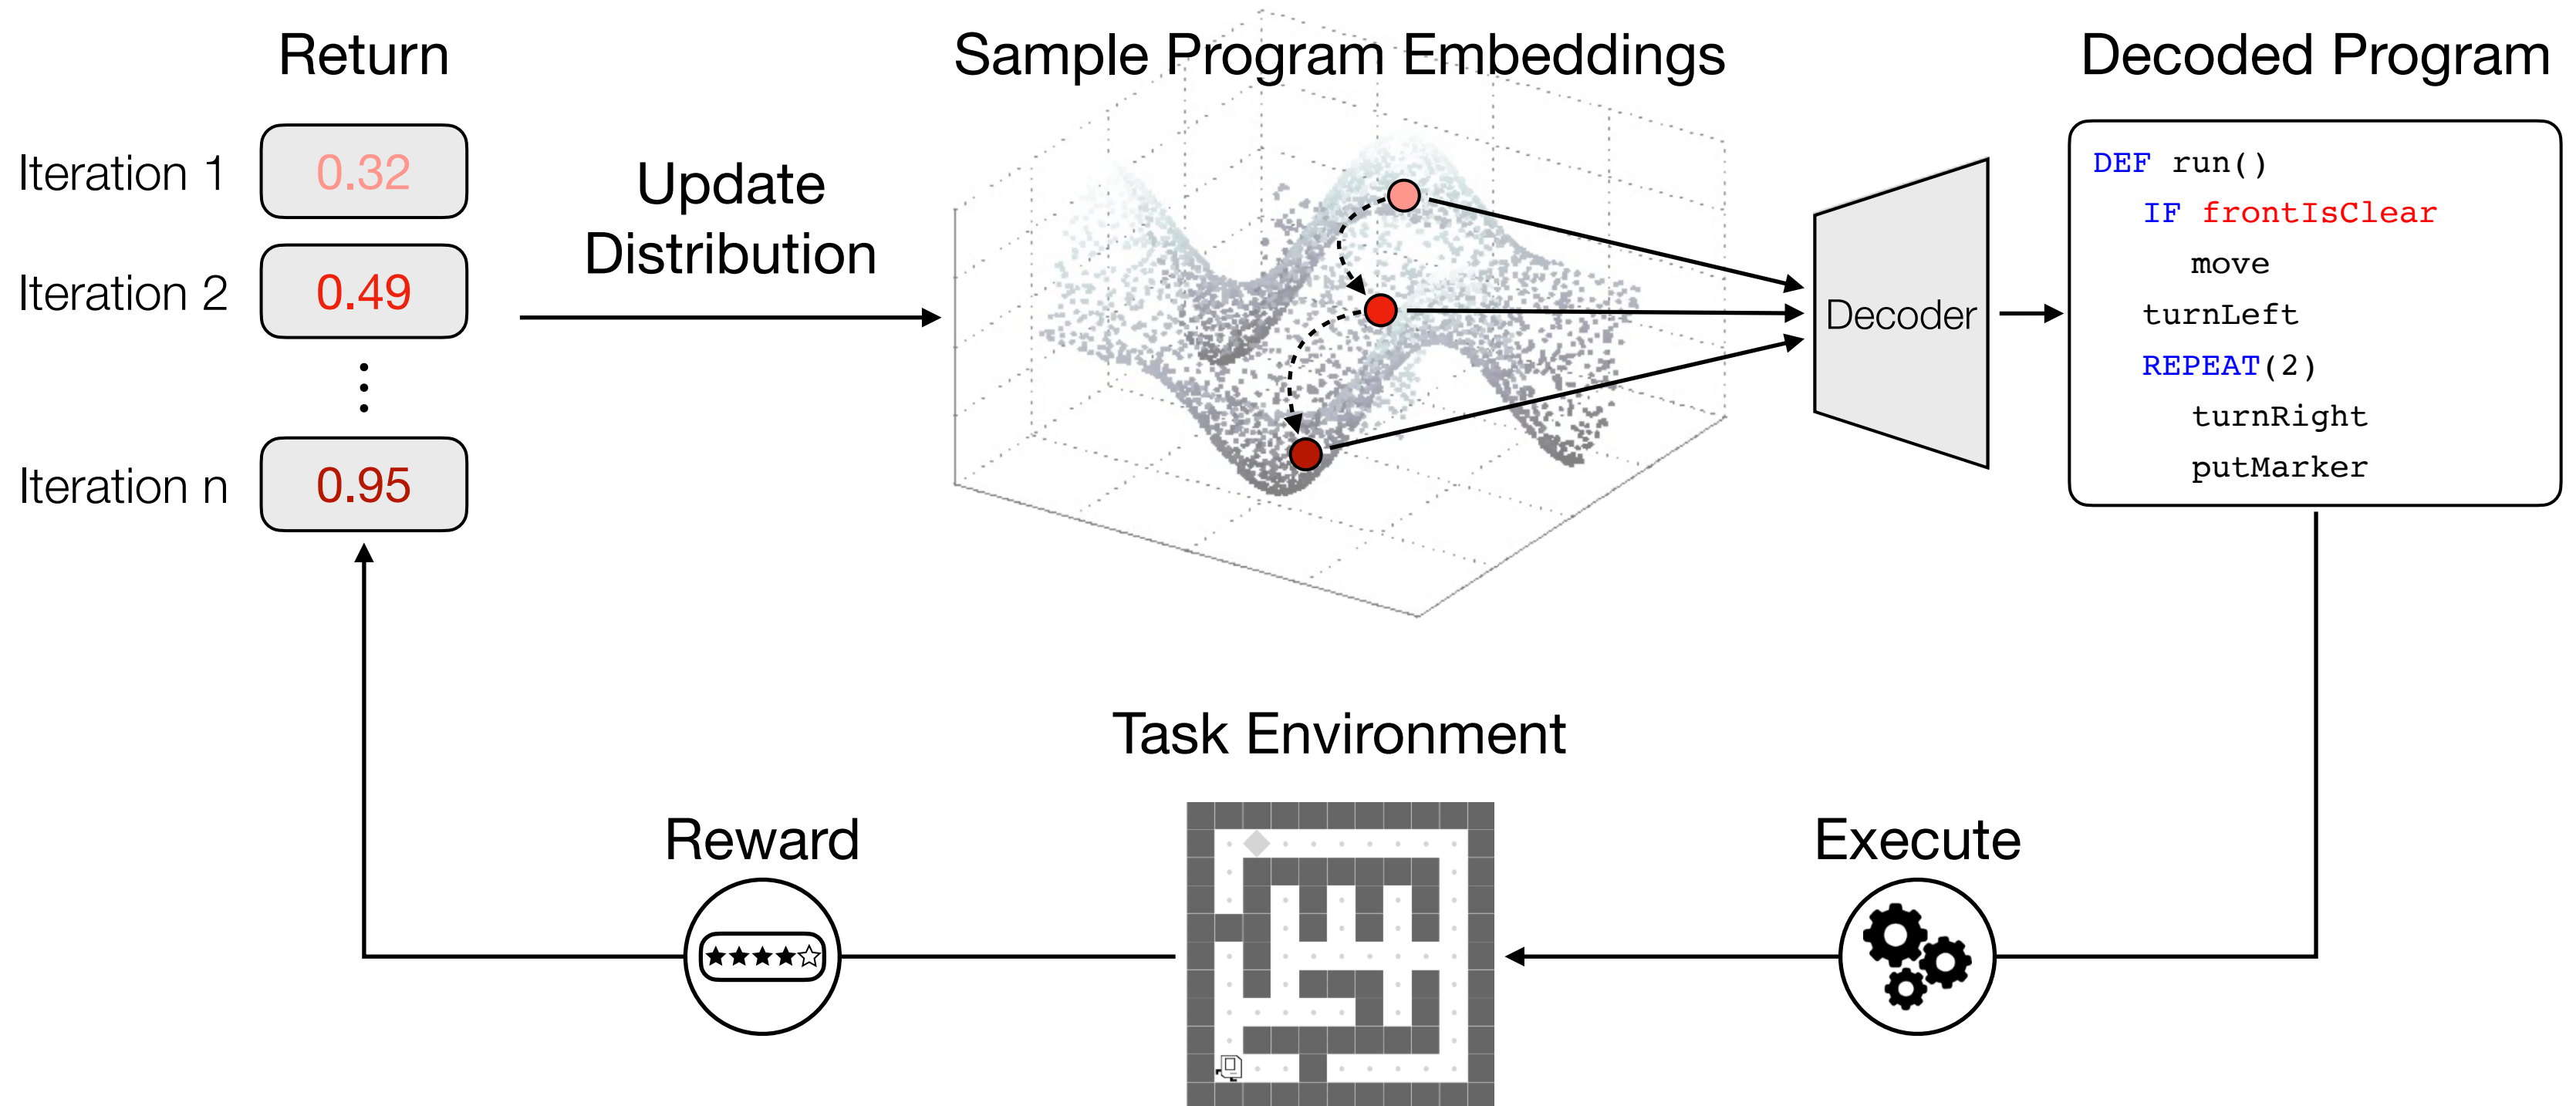 Return
Iteration 1
0.32
Iteration 2
0.49
Iteration n
0.95
Update
Distribution
Sample Program Embeddings
Decoder
Decoded Program
DEF run()
IF frontIsClear
move
turnLeft
REPEAT(2)
turnRight
putMarker
Task Environment
Reward
Execute